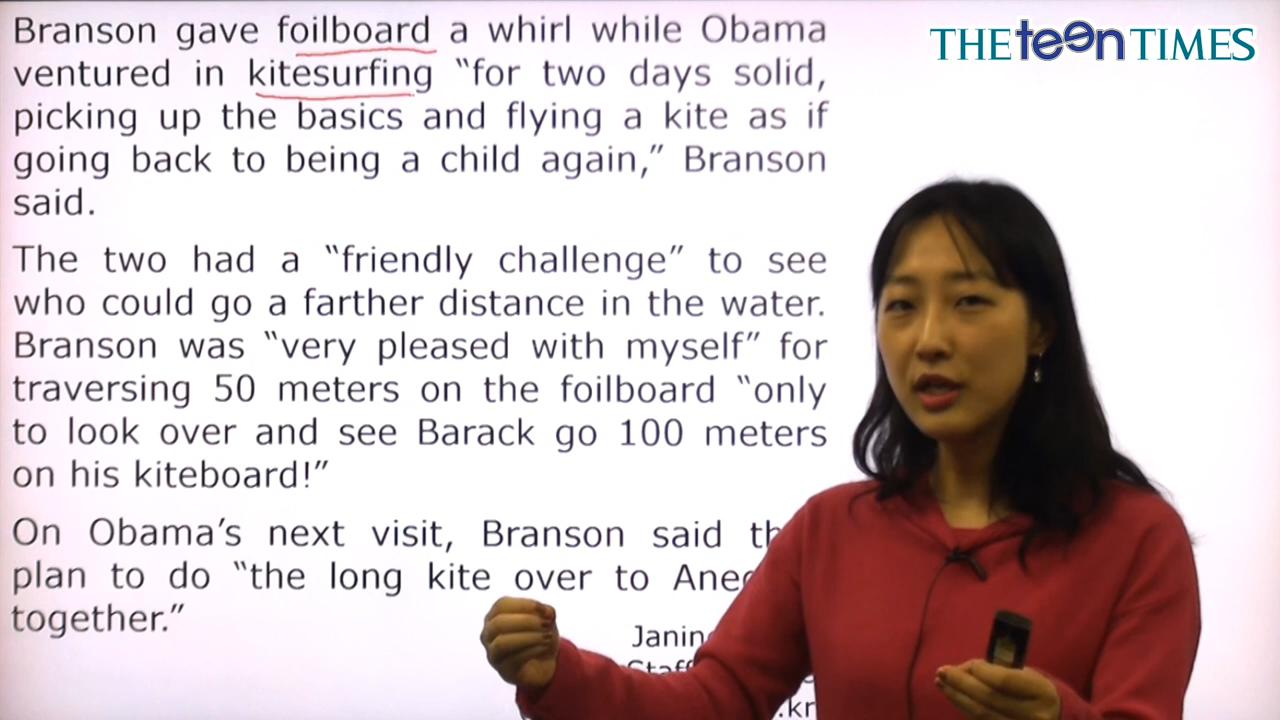 THE teen TIMES
Branson gave foilboard a whirl while Obama
ventured in kitesurfing “for two days solid,
picking up the basics and flying a kite as if
going back to being a child again,” Branson
said.
The two had a “friendly challenge” to see
who could go a farther distance in the water.
Branson was “very pleased with myself” for
traversing 50 meters on the foilboard “only
to look over and see Barack go 100 meters
on his kiteboard!”
On Obama’s next visit, Branson said
plan to do “the long kite over to
together.”
.kr